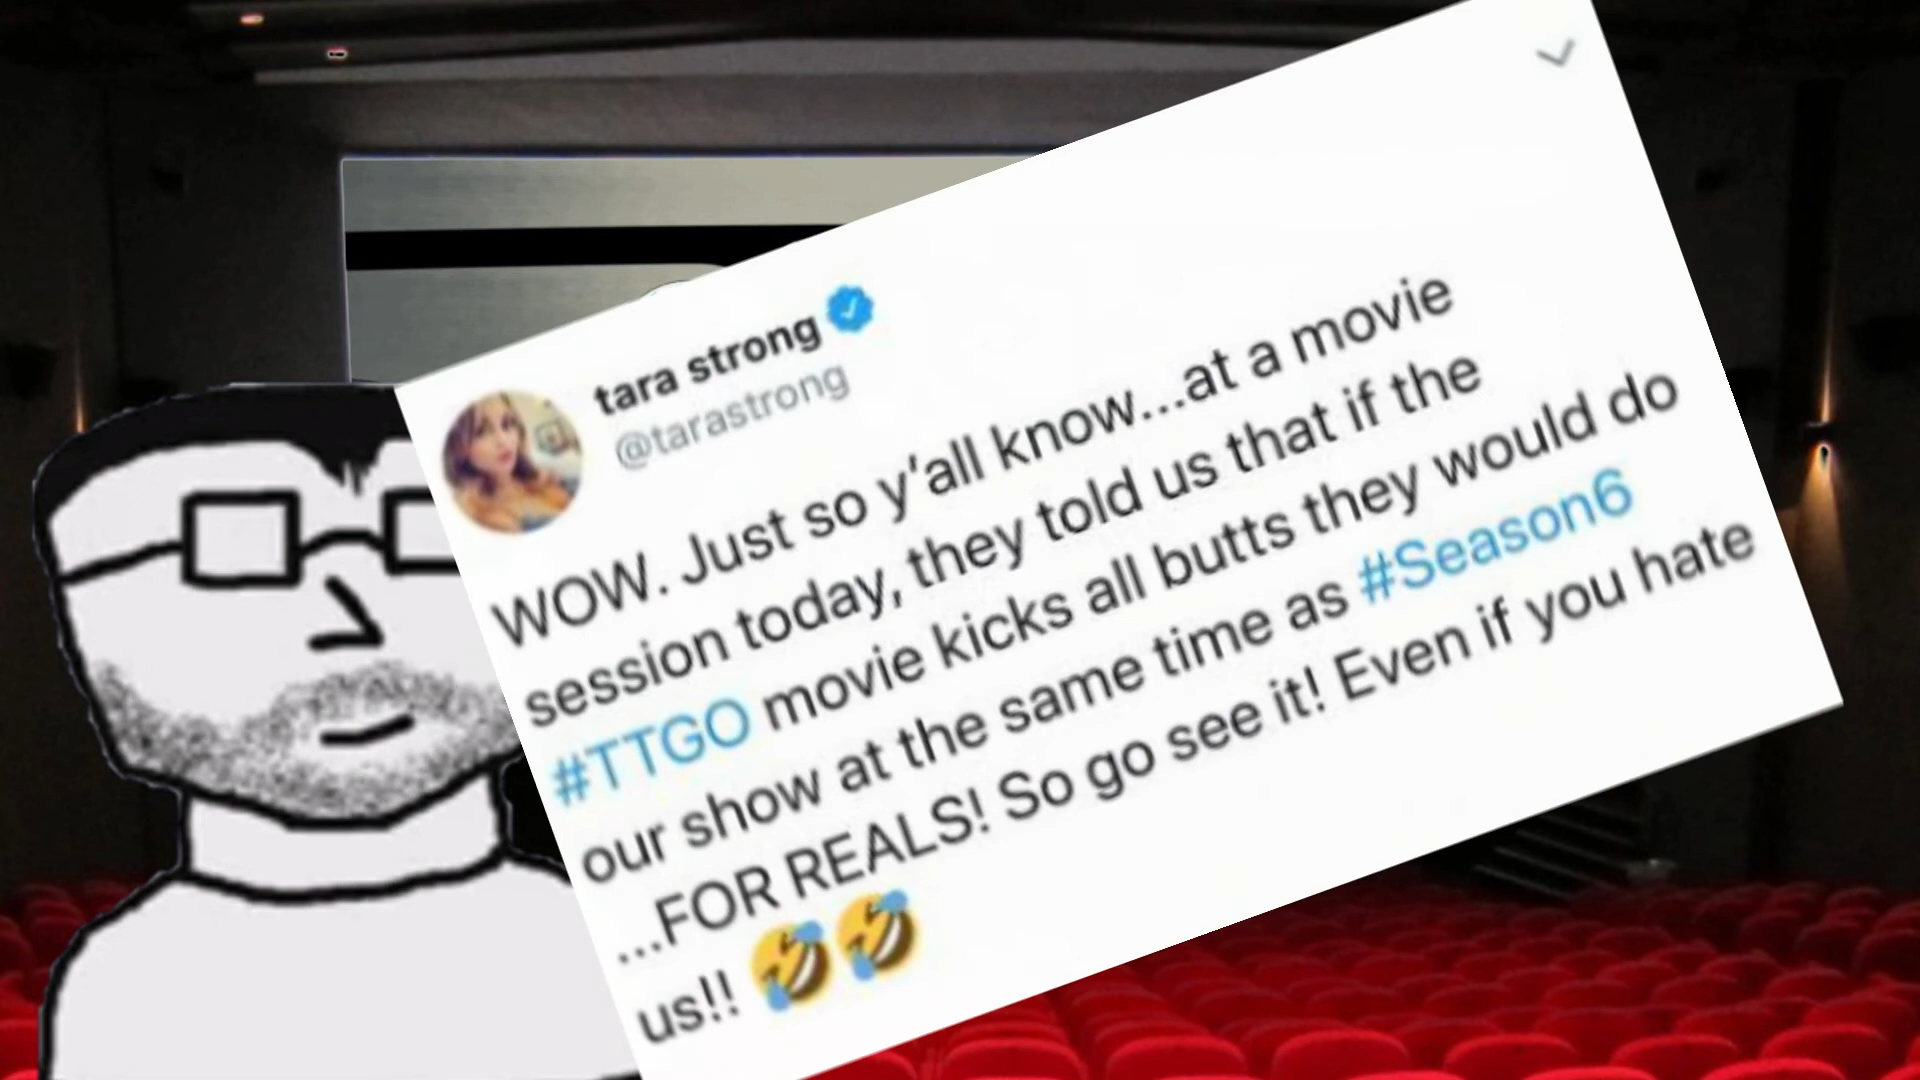 tara strong
@tarastrong
WOW. Just so y'all know...at a movie
session today, they told us that if the
#TTGO movie kicks all butts they would do
our show at the same time as #Season6
...FOR REALS! So go see it! Even if you hate
us!! 🤣🤣